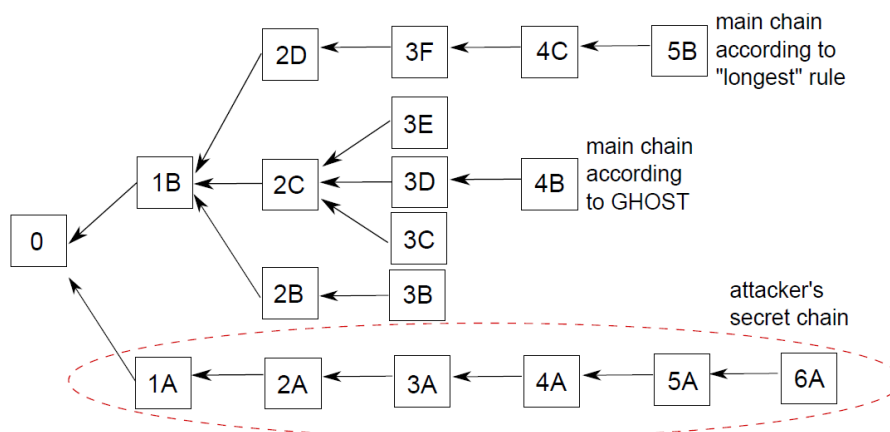 2D
3F
4C
5B
main chain
according to
"longest" rule
3E
1B
2C
3D
4B
main chain
according
to GHOST
0
3C
2B
3B
attacker's
secret chain
1A
2A
3A
4A
5A
6A